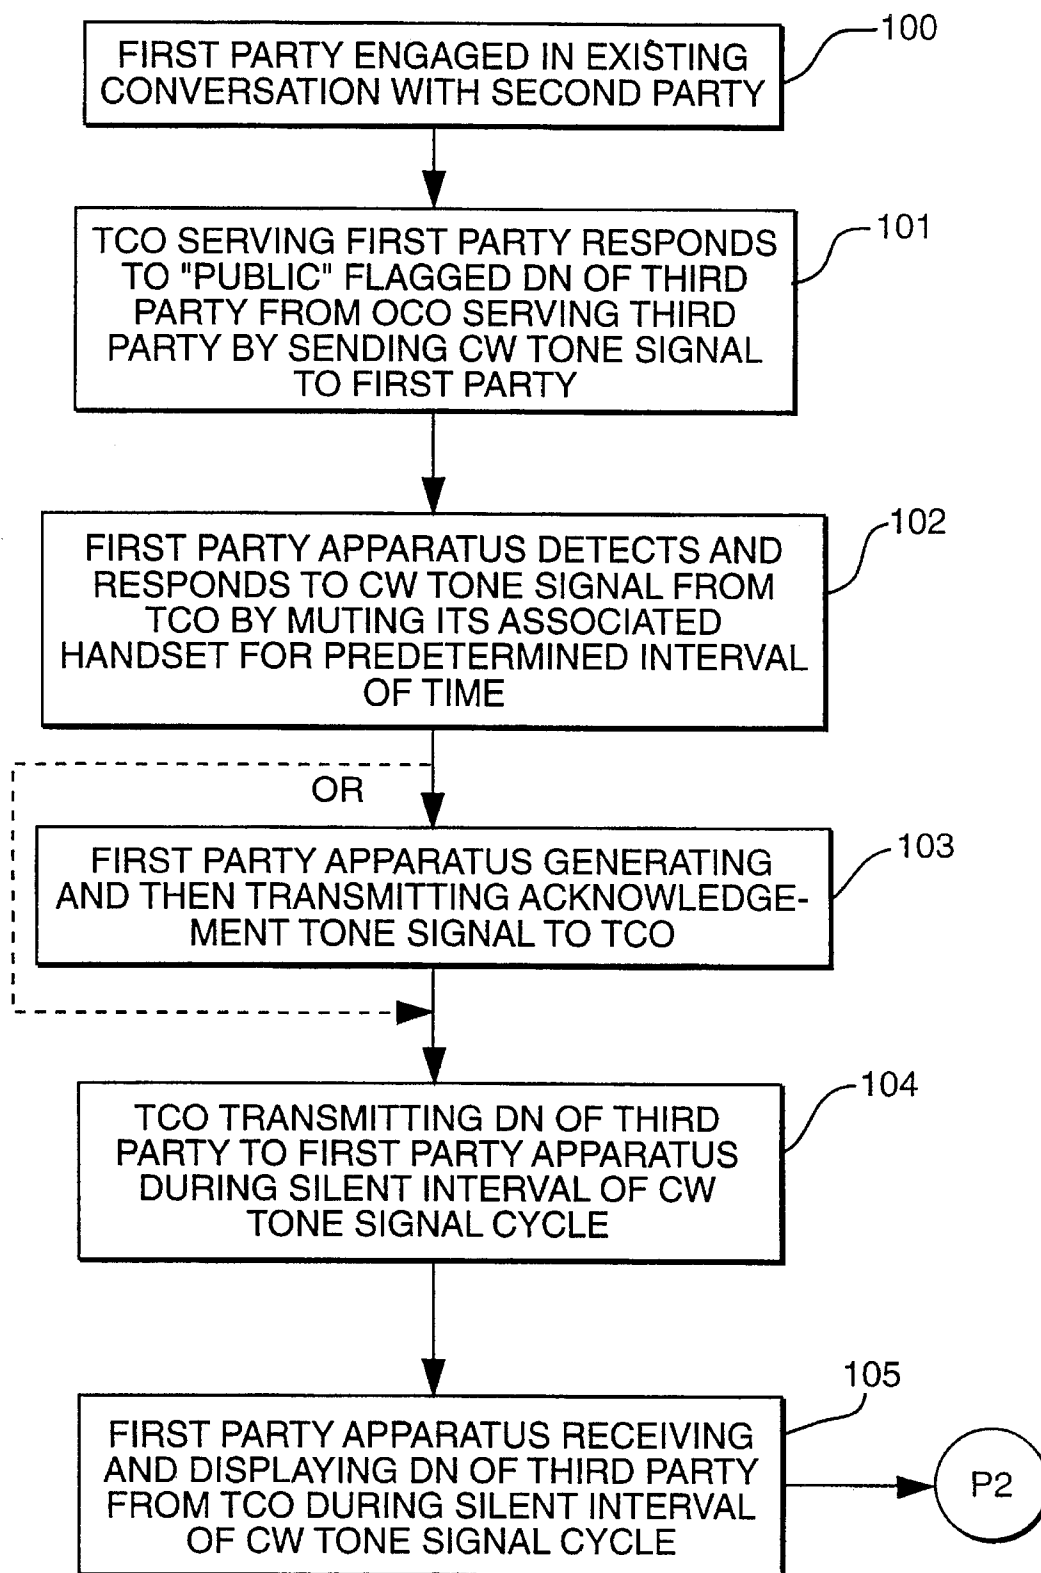 FIRST PARTY ENGAGED IN EXISTING
CONVERSATION WITH SECOND PARTY
100
TCO SERVING FIRST PARTY RESPONDS
TO "PUBLIC" FLAGGED DN OF THIRD
PARTY FROM OCO SERVING THIRD
PARTY BY SENDING CW TONE SIGNAL
TO FIRST PARTY
101
FIRST PARTY APPARATUS DETECTS AND
RESPONDS TO CW TONE SIGNAL FROM
TCO BY MUTING ITS ASSOCIATED
HANDSET FOR PREDETERMINED INTERVAL
OF TIME
102
OR
FIRST PARTY APPARATUS GENERATING
AND THEN TRANSMITTING ACKNOWLEDGE-
MENT TONE SIGNAL TO TCO
103
TCO TRANSMITTING DN OF THIRD
PARTY TO FIRST PARTY APPARATUS
DURING SILENT INTERVAL OF CW
TONE SIGNAL CYCLE
104
FIRST PARTY APPARATUS RECEIVING
AND DISPLAYING DN OF THIRD PARTY
FROM TCO DURING SILENT INTERVAL
OF CW TONE SIGNAL CYCLE
105
P2